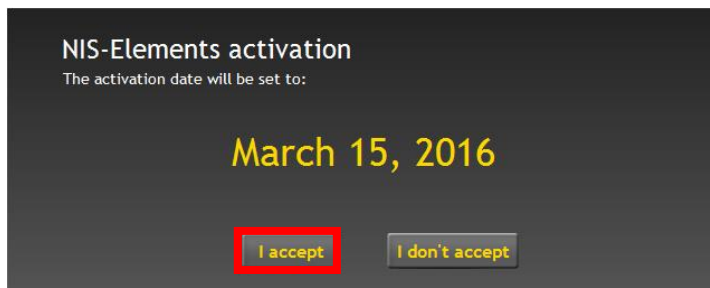 NIS-Elements activation
The activation date will be set to:
March 15, 2016
I accept
I don't accept